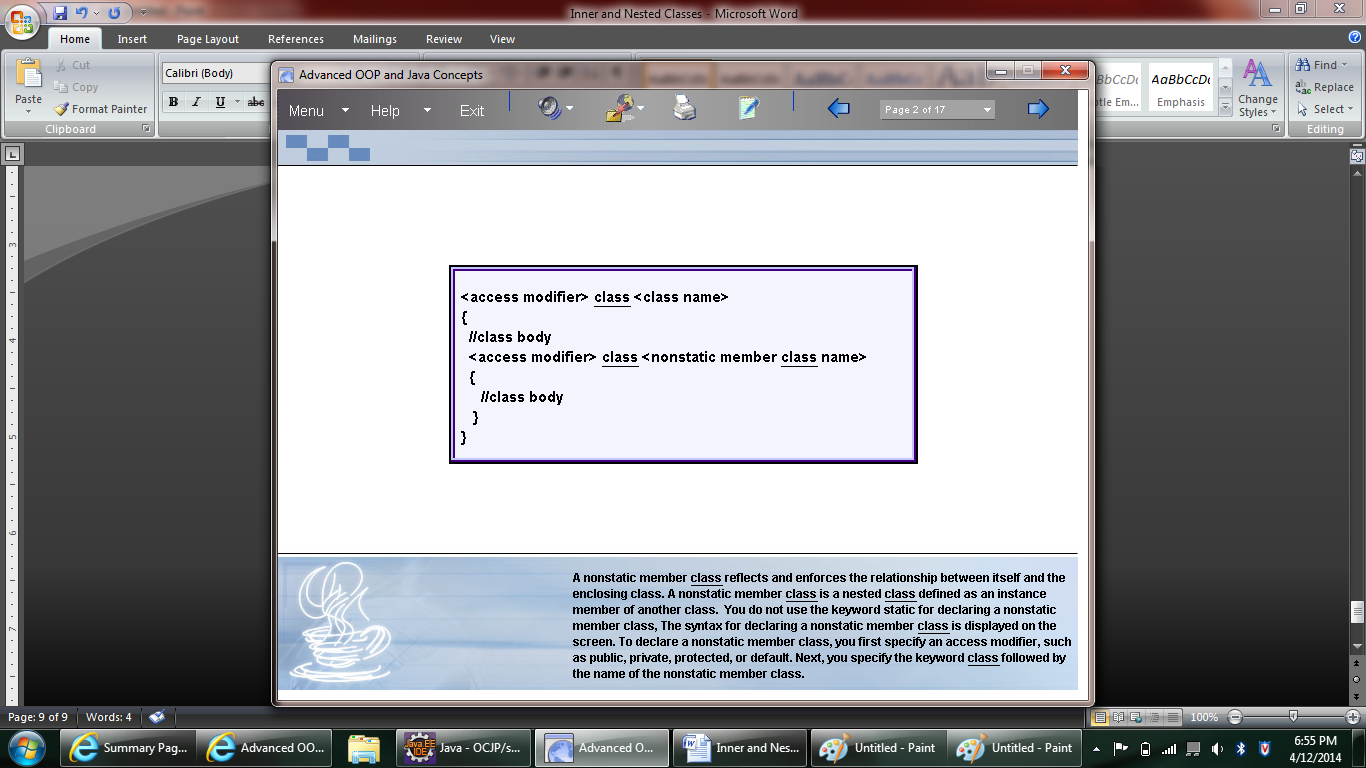 Inner and Nested Classes - Microsoft Word
Home Insert Page Layout References Mailings Review View
Cut
Copy
Format Painter
Paste
Clipboard
Calibri (Body)
B I U abc
AaBbCcDc
Emphasis
Change
Styles
Find
Replace
Select
Editing
Advanced OOP and Java Concepts
Menu Help Exit
Page 2 of 17
<access modifier> class <class name>
{
//class body
<access modifier> class <nonstatic member class name>
{
//class body
}
}
A nonstatic member class reflects and enforces the relationship between itself and the
enclosing class. A nonstatic member class is a nested class defined as an instance
member of another class. You do not use the keyword static for declaring a nonstatic
member class, The syntax for declaring a nonstatic member class is displayed on the
screen. To declare a nonstatic member class, you first specify an access modifier, such
as public, private, protected, or default. Next, you specify the keyword class followed by
the name of the nonstatic member class.
3
4
5
6
7
Page: 9 of 9 Words: 4
100%
Summary Pag... Advanced OO... Java - OCJP/s... Advanced O... Inner and Nes... Untitled - Paint Untitled - Paint
6:55 PM
4/12/2014